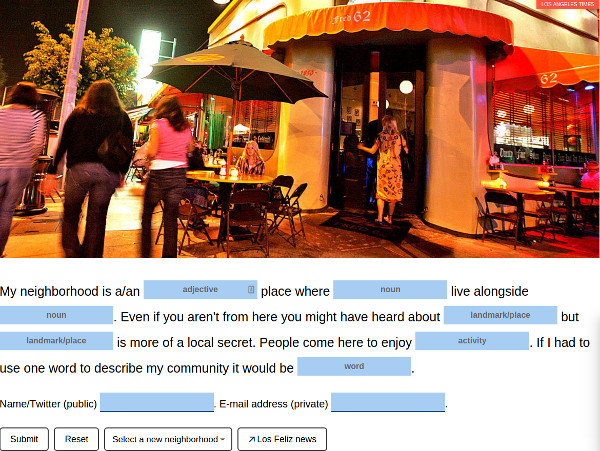 LOS ANGELES TIMES
Fred 62
62
My neighborhood is a/an adjective place where noun live alongside
noun . Even if you aren't from here you might have heard about landmark/place but
landmark/place is more of a local secret. People come here to enjoy activity . If I had to
use one word to describe my community it would be word .
Name/Twitter (public) . E-mail address (private) .
Submit Reset Select a new neighborhood Los Feliz news